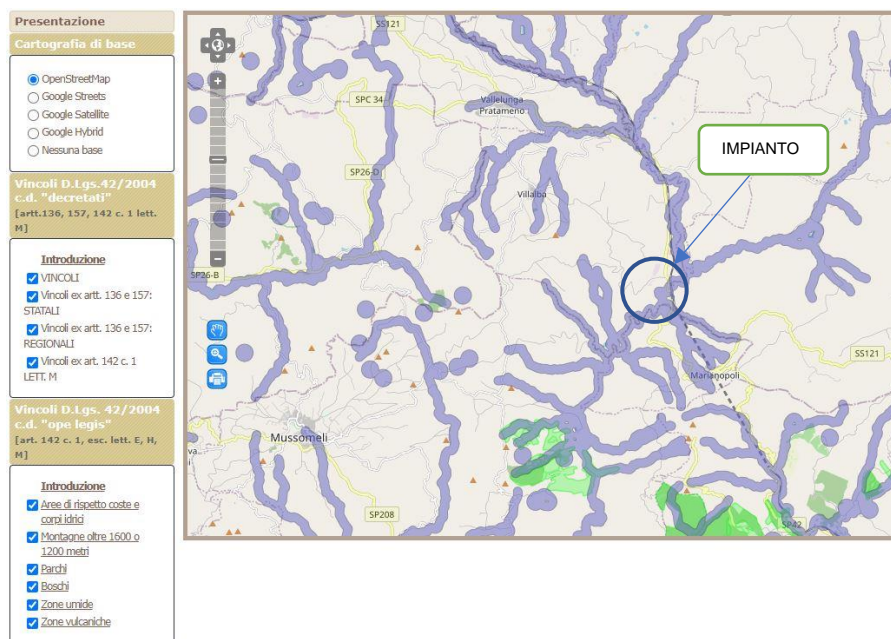 Presentazione
Cartografia di base
OpenStreetMap
Google Streets
Google Satellite
Google Hybrid
Nessuna base
Vincoli D.Lgs.42/2004
c.d. "decretati"
[artt.136, 157, 142 c. 1 lett.
M]
Introduzione
VINCOLI
Vincoli ex artt. 136 e 157:
STATALI
Vincoli ex artt. 136 e 157:
REGIONALI
Vincoli ex art. 142 c. 1
LETT. M
Vincoli D.Lgs. 42/2004
c.d. "ope legis"
[art. 142 c. 1, esc. lett. E, H,
M]
Introduzione
Aree di rispetto coste e
corpi idrici
Montagne oltre 1600 o
1200 metri
Parchi
Boschi
Zone umide
Zone vulcaniche
SS121
SPC 34
Vallelunga
Pratameno
IMPIANTO
SP26-D
Villalba
SP26-B
SS121
Marianopoli
Mussomeli
SP208
SP42